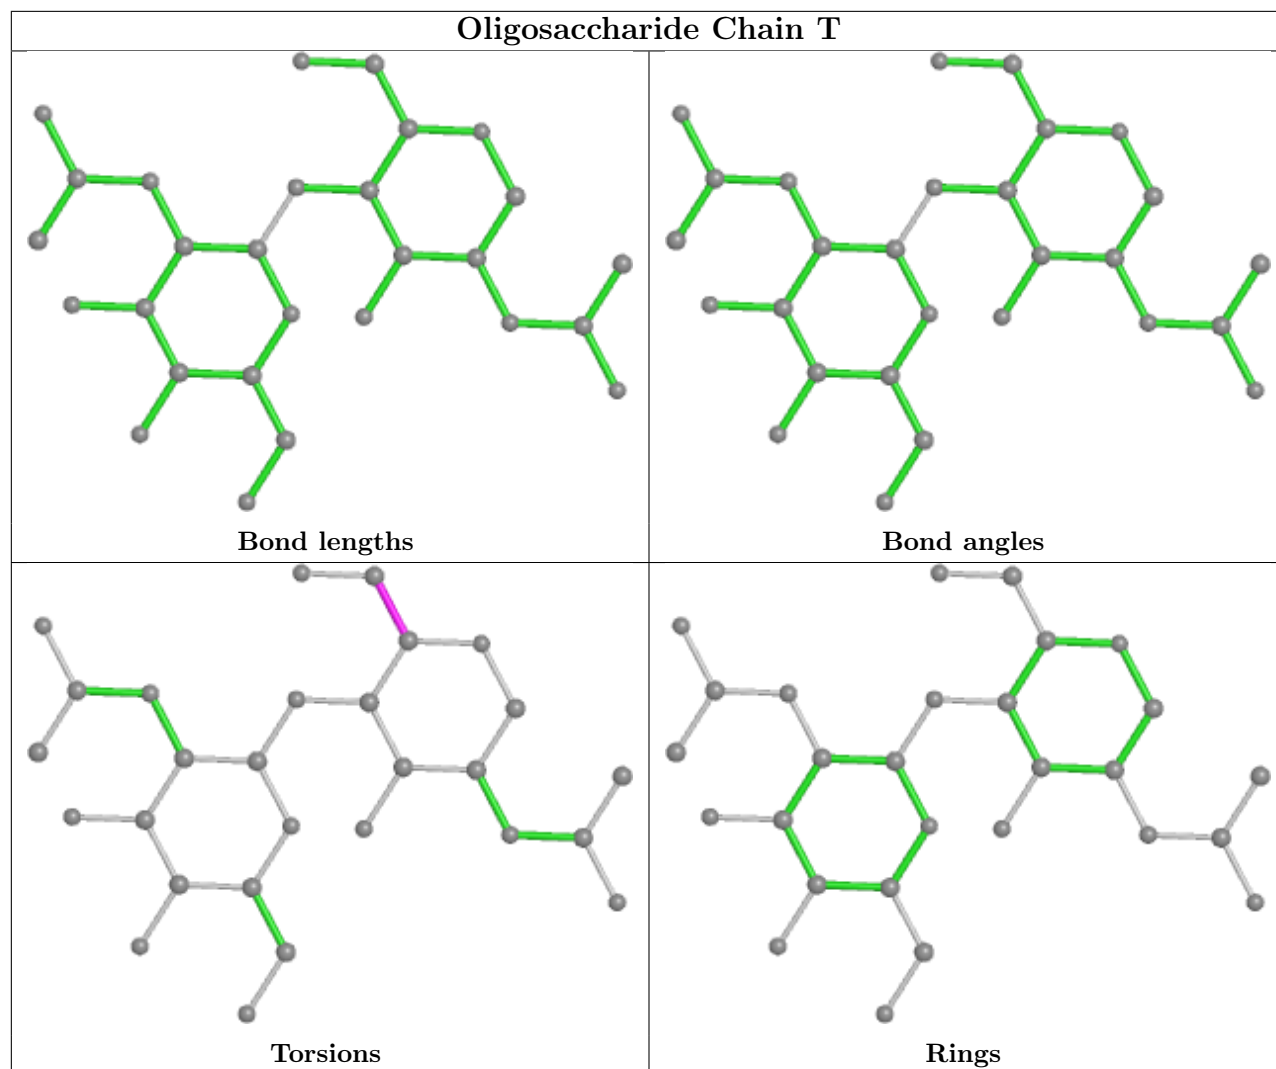 Oligosaccharide Chain T
Bond lengths
Bond angles
Torsions
Rings